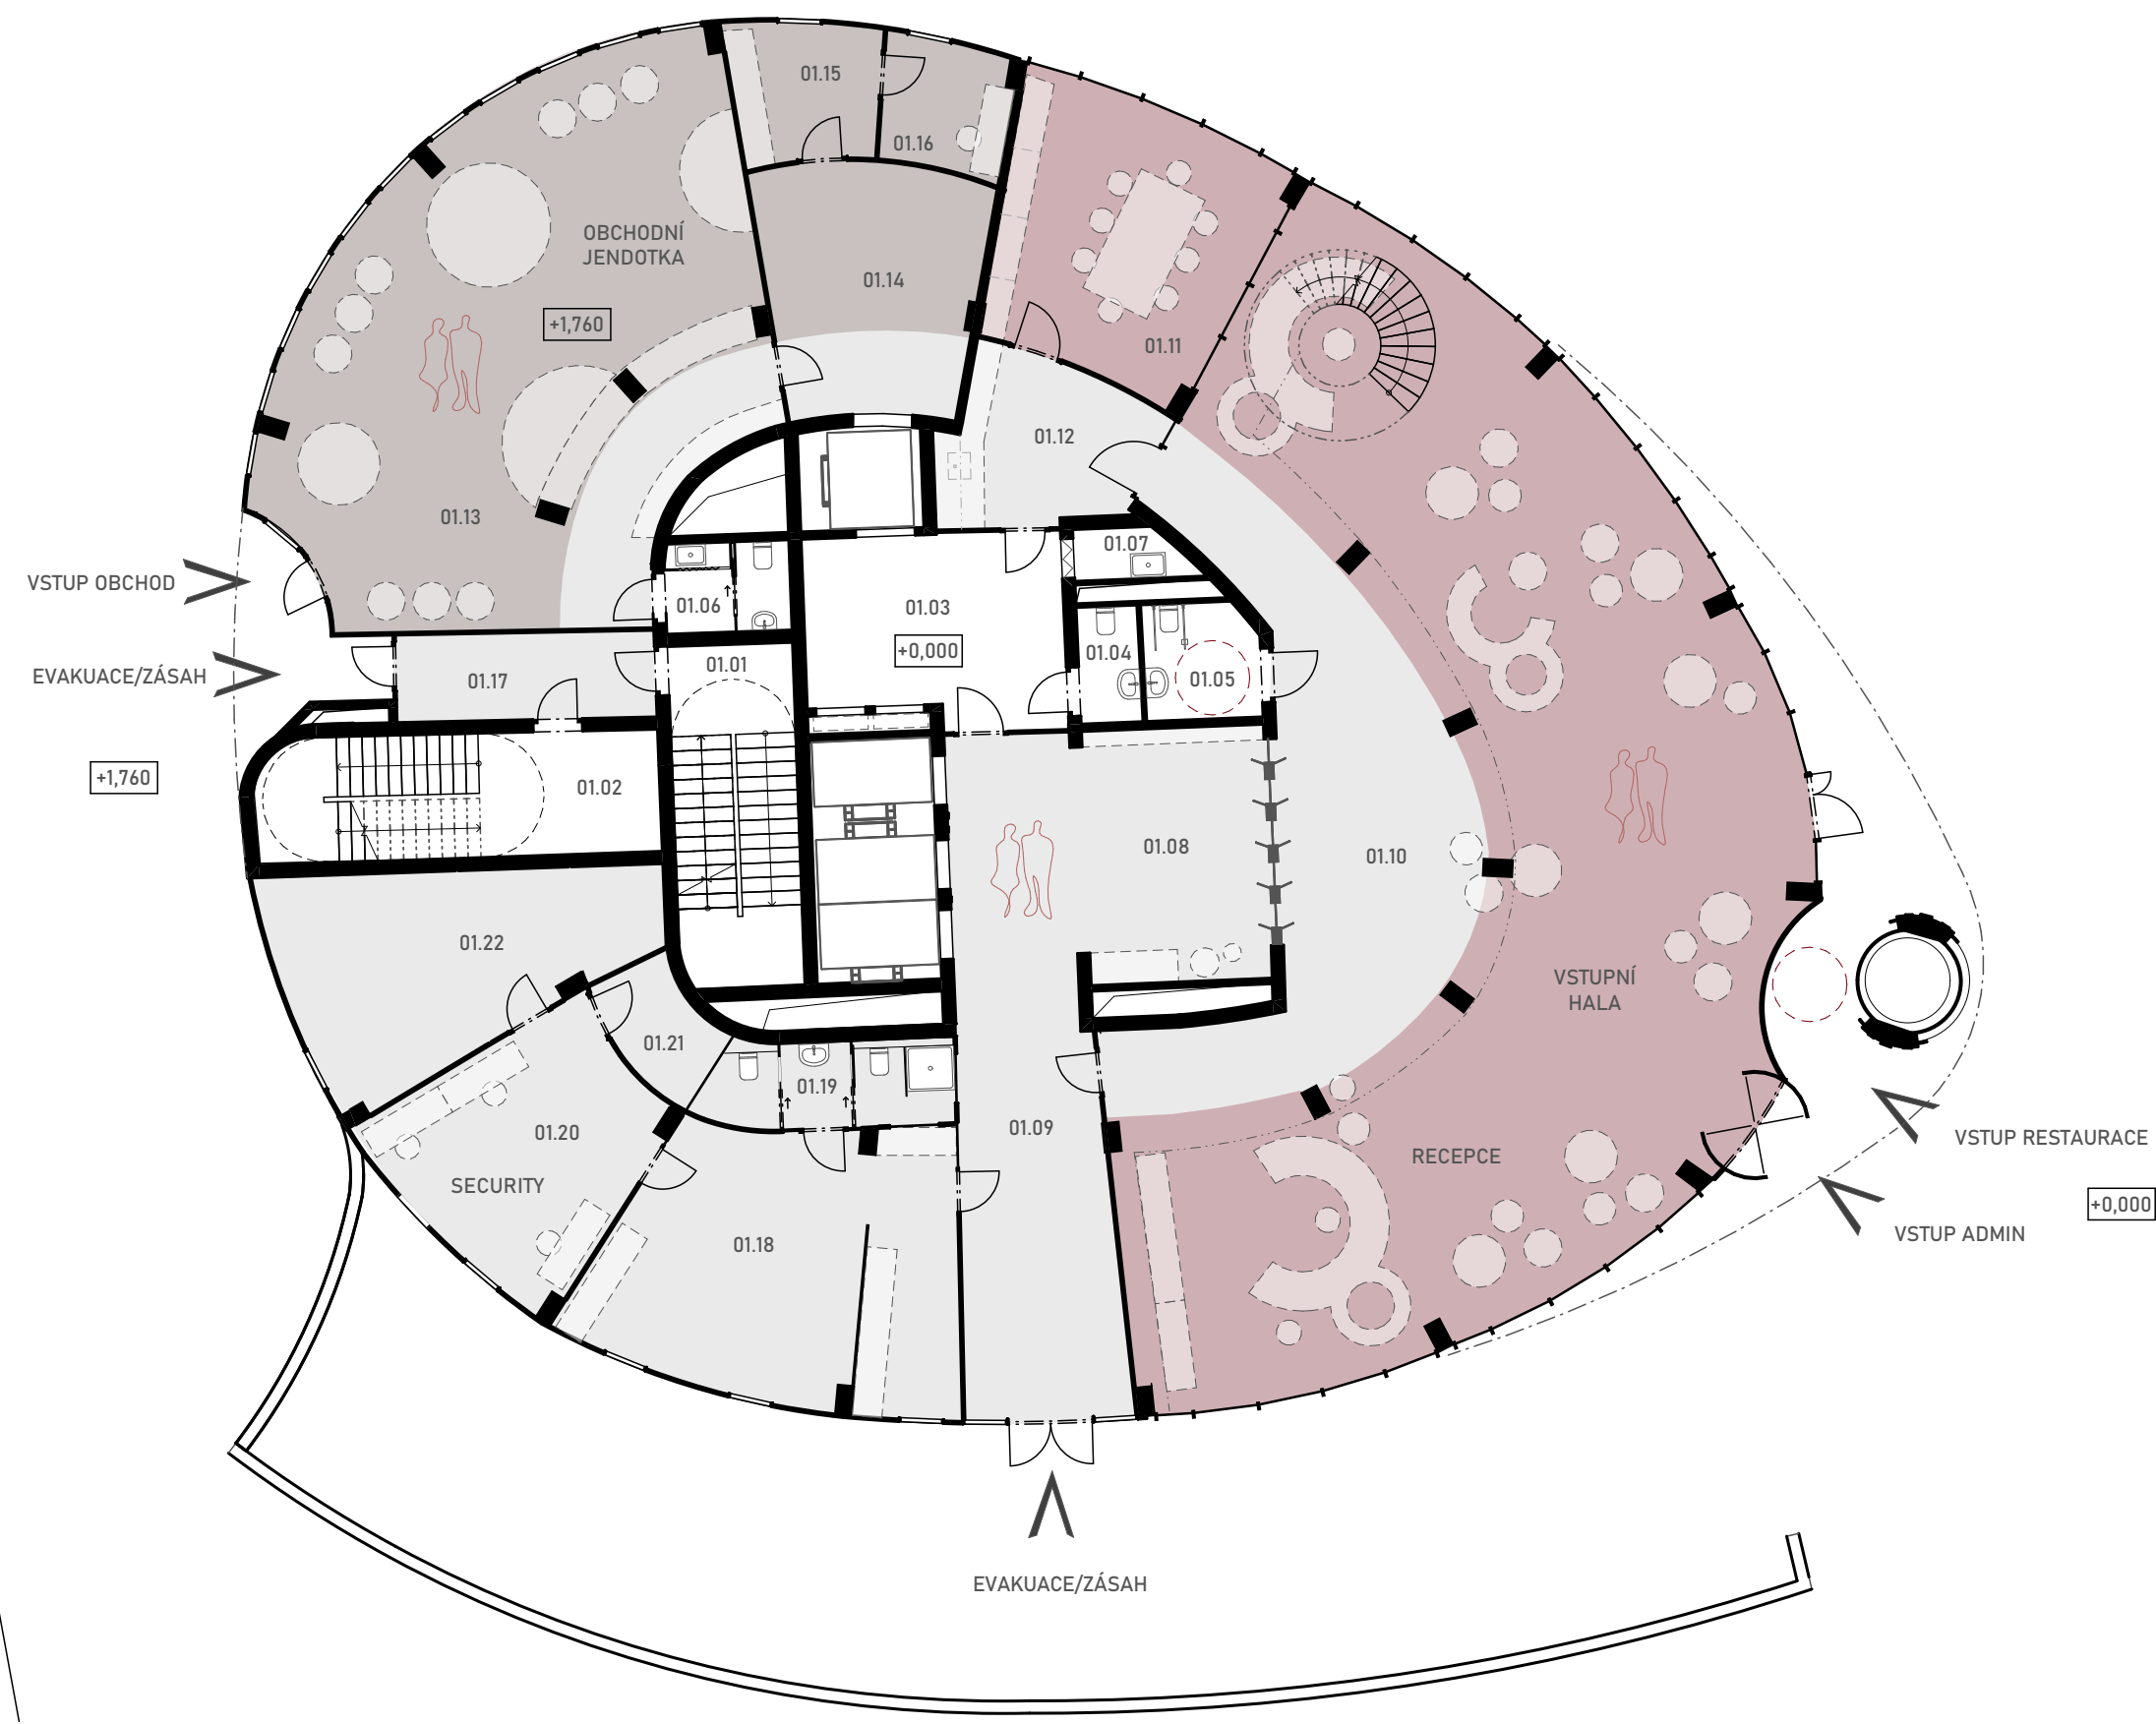 01.15
01.16
OBCHODNÍ
JENDOTKA
01.14
+1,760
01.11
01.12
01.13
01.07
VSTUP OBCHOD
01.06
01.03
+0,000
01.04
01.05
EVAKUACE/ZÁSAH
01.17
01.01
+1,760
01.02
01.08
01.10
01.22
VSTUPNÍ
HALA
01.21
01.19
01.20
01.09
SECURITY
RECEPCE
VSTUP RESTAURACE
+0,000
VSTUP ADMIN
01.18
EVAKUACE/ZÁSAH